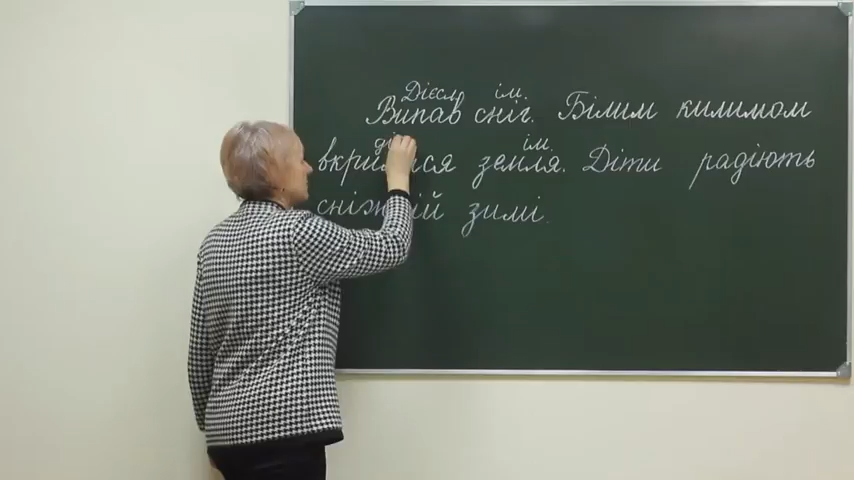 Дієсл. ім.
Випав сніг. Білим килимом
ім.
земля. Діти радіють
зимі.